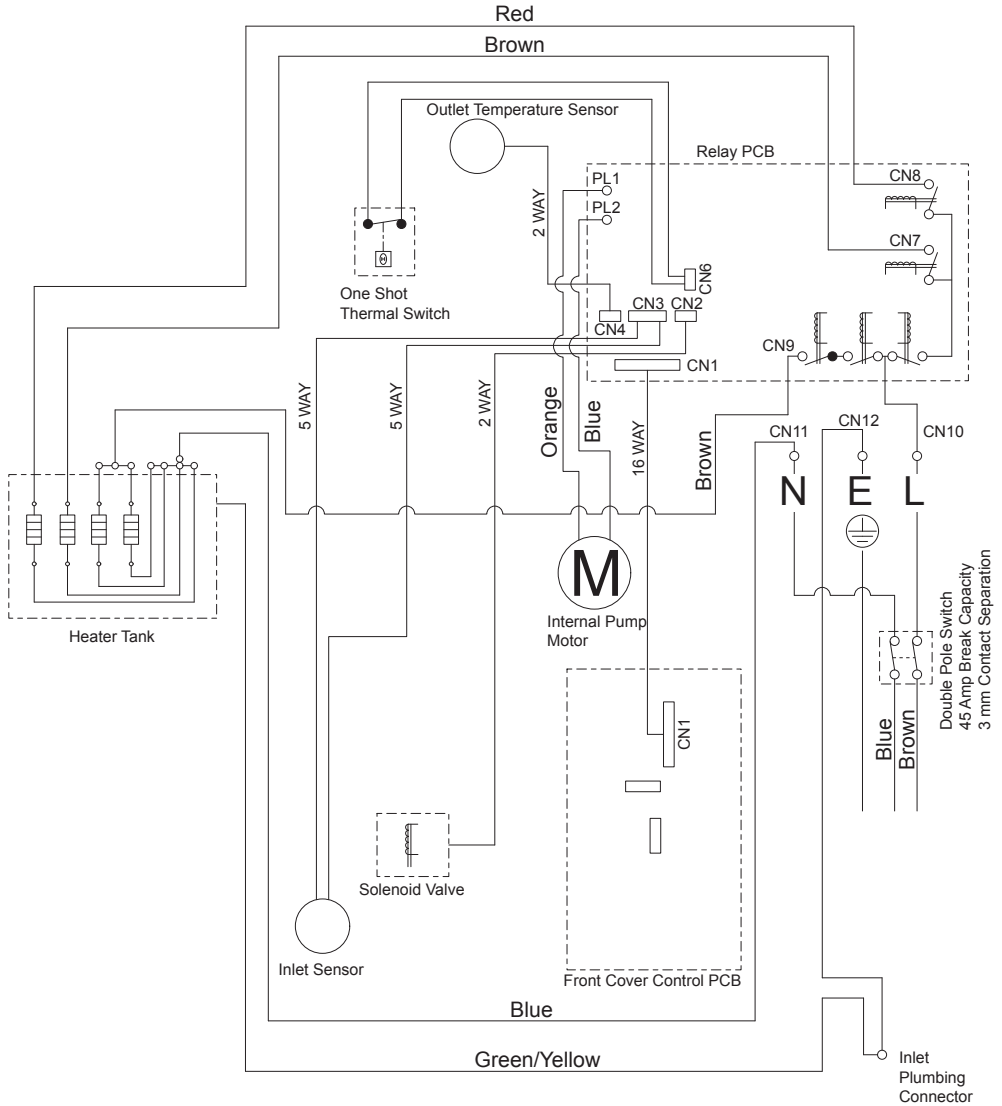 Red
Brown
Outlet Temperature Sensor
Relay PCB
PL1
CN8
PL2
2 WAY
CN7
θ
CN6
One Shot
Thermal Switch
CN3
CN2
CN4
CN9
CN1
5 WAY
5 WAY
2 WAY
Orange
Blue
16 WAY
Brown
CN11
CN12
CN10
N
E
L
M
Heater Tank
Internal Pump
Motor
Double Pole Switch
45 Amp Break Capacity
3 mm Contact Separation
CN1
Blue
Brown
Solenoid Valve
Inlet Sensor
Front Cover Control PCB
Blue
Green/Yellow
Inlet
Plumbing
Connector